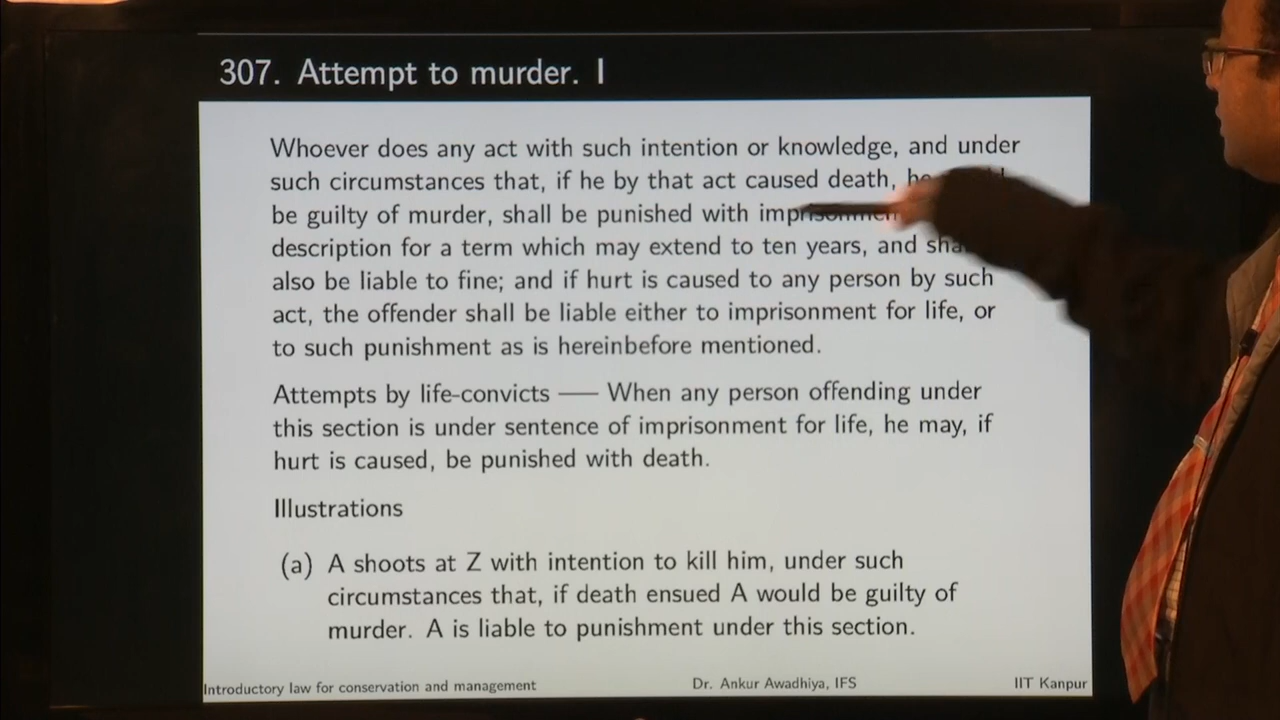 307. Attempt to murder. I
Whoever does any act with such intention or knowledge, and under
such circumstances that, if he by that act caused death,
be guilty of murder, shall be punished with
description for a term which may extend to ten years, and
also be liable to fine; and if hurt is caused to any person by such
act, the offender shall be liable either to imprisonment for life, or
to such punishment as is hereinbefore mentioned.
Attempts by life-convicts —— When any person offending under
this section is under sentence of imprisonment for life, he may, if
hurt is caused, be punished with death.
Illustrations
(a) A shoots at Z with intention to kill him, under such
circumstances that, if death ensued A would be guilty of
murder. A is liable to punishment under this section.
Introductory law for conservation and management Dr. Ankur Awadhiya, IFS IIT Kanpur